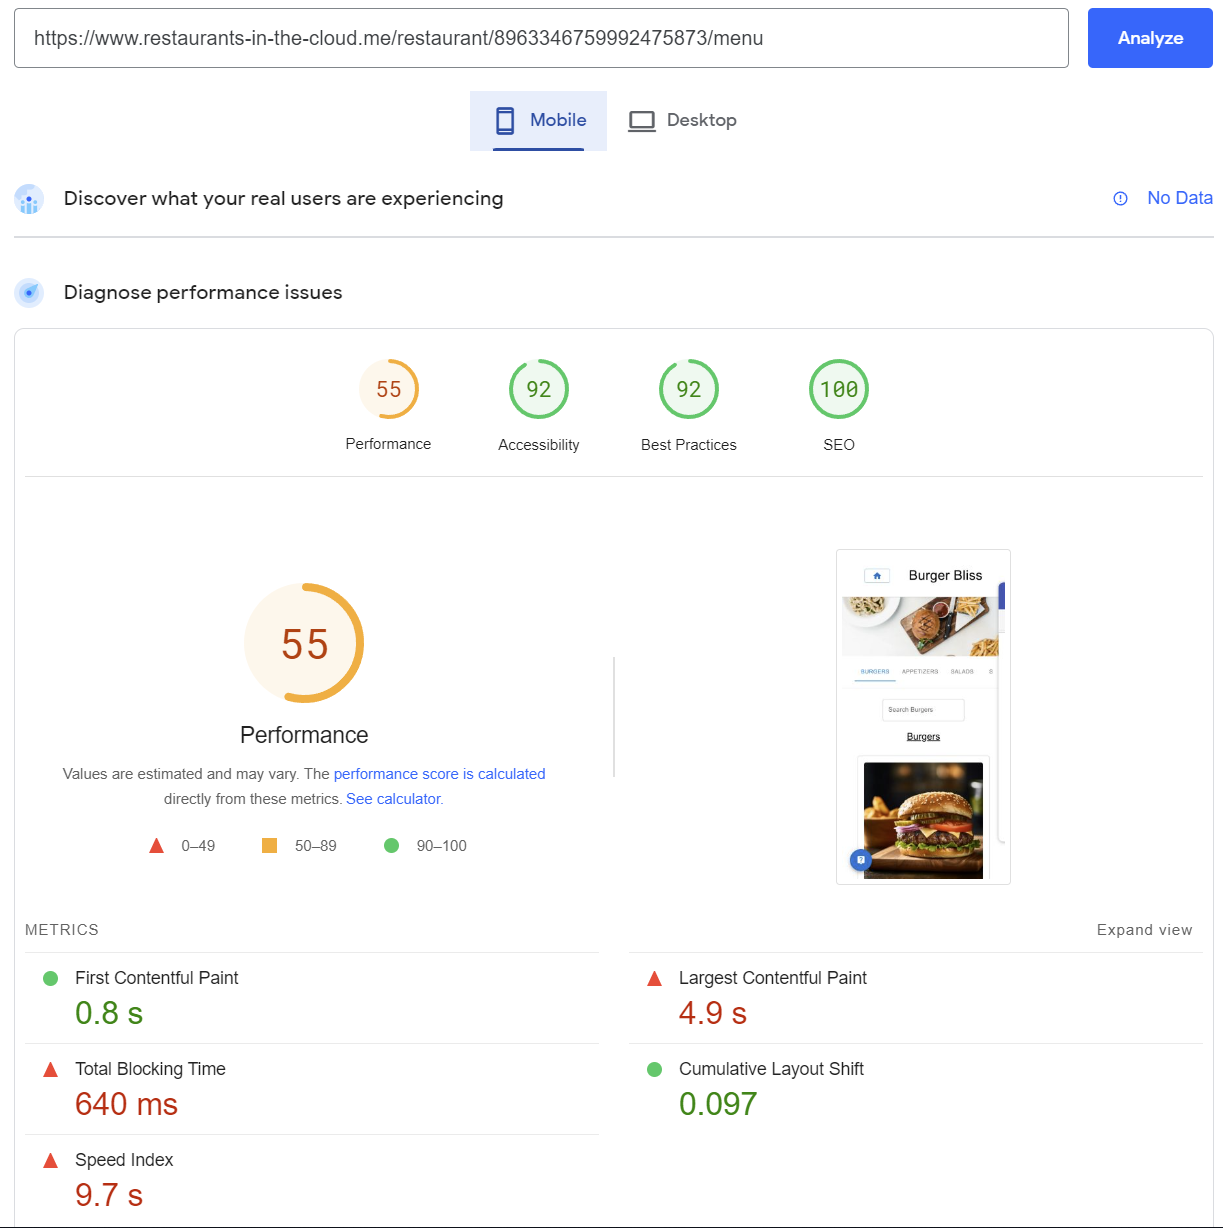 https://www.restaurants-in-the-cloud.me/restaurant/8963346759992475873/menu
Analyze
Mobile
Desktop
Discover what your real users are experiencing
No Data
Diagnose performance issues
55
92
92
100
Performance
Accessibility
Best Practices
SEO
55
Performance
Values are estimated and may vary. The performance score is calculated
directly from these metrics. See calculator.
0–49
50–89
90–100
Burger Bliss
BURGERS
APPETIZERS
SALADS
S
Search Burgers
Burgers
METRICS
Expand view
First Contentful Paint
0.8 s
Largest Contentful Paint
4.9 s
Total Blocking Time
640 ms
Cumulative Layout Shift
0.097
Speed Index
9.7 s